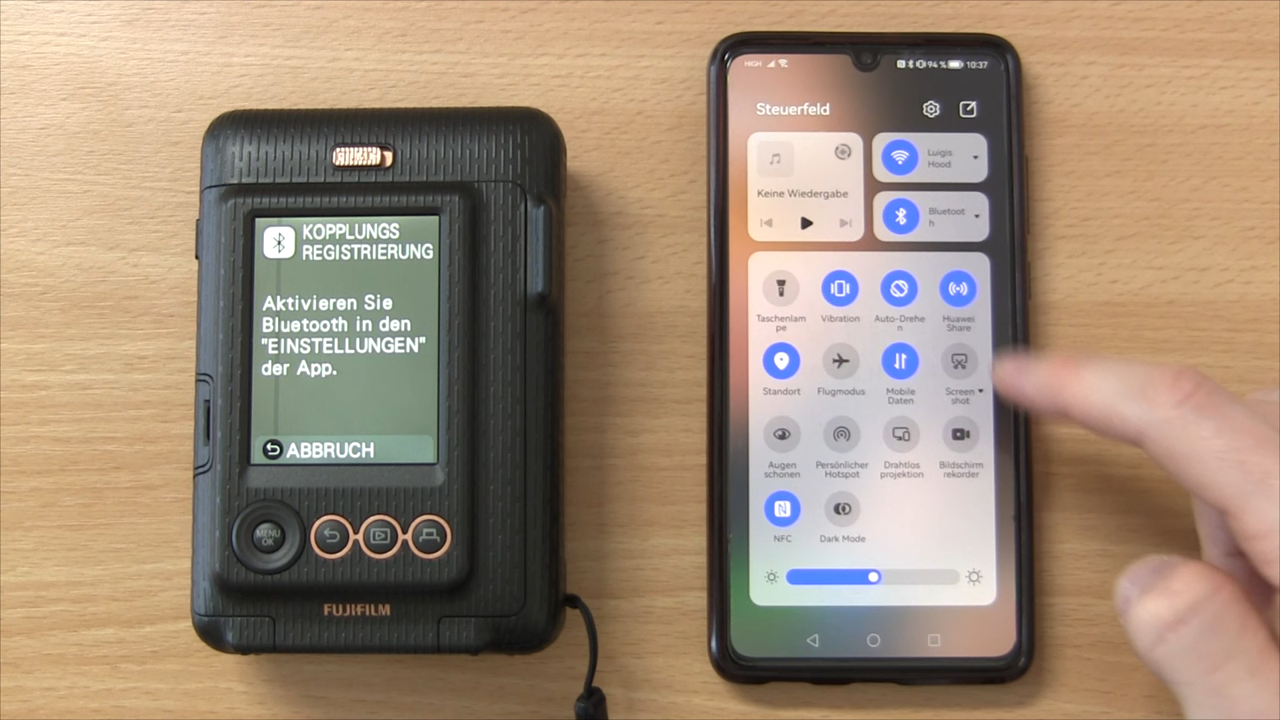 KOPPLUNGS
REGISTRIERUNG
Aktivieren Sie
Bluetooth in den
"EINSTELLUNGEN"
der App.
ABBRUCH
MENU
OK
FUJIFILM
HIGH 94 % 10:37
Steuerfeld
Keine Wiedergabe
Luigis.
Hood
Bluetoot
h
Taschenlam
pe
Vibration
Auto-Drehe
n
Huawei
Share
Standort
Flugmodus
Mobile
Daten
Screen
shot
Augen
schonen
Persönlicher
Hotspot
Drahtlos
projektion
Bildschirm
rekorder
NFC
Dark Mode